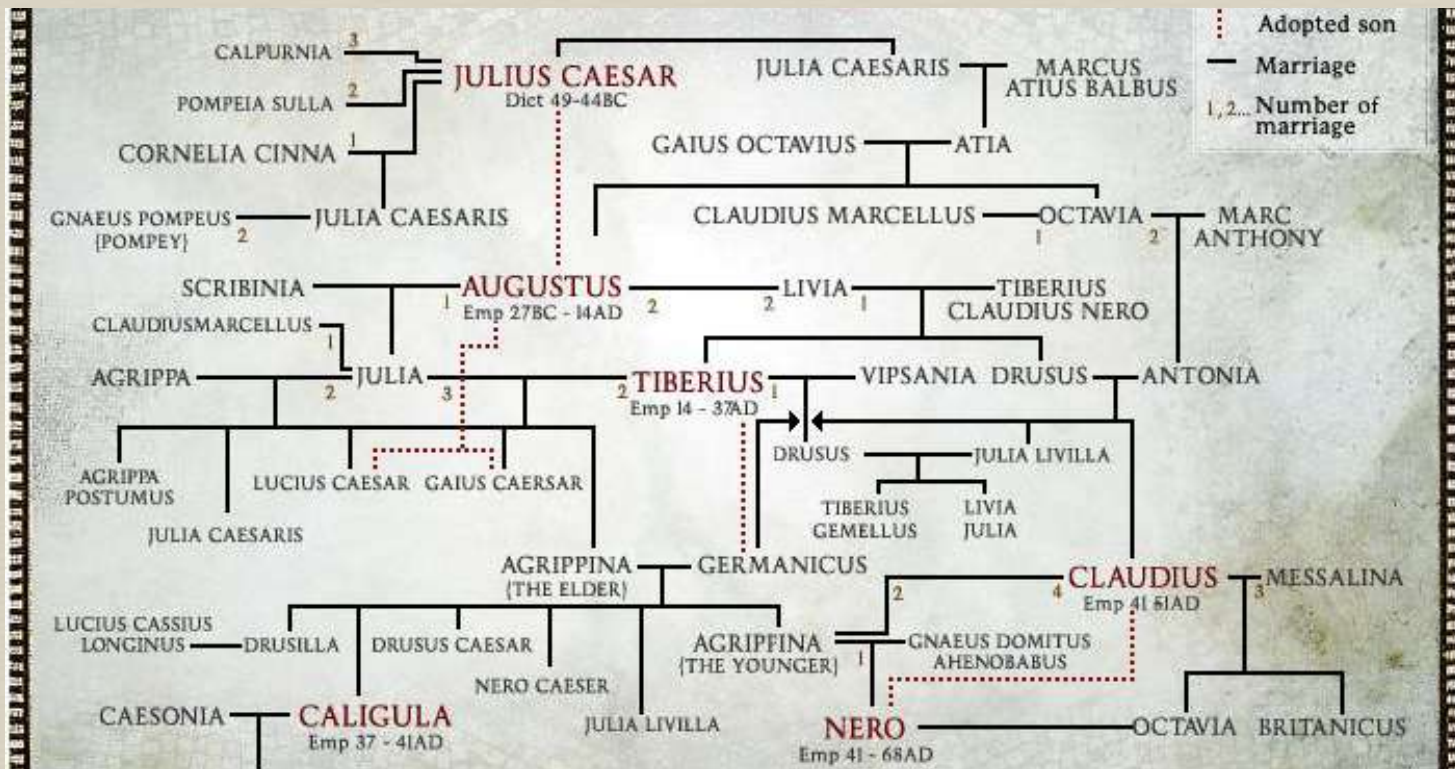 Adopted son
Marriage
1, 2... Number of
marriage
CALPURNIA
3
JULIUS CAESAR
Dict 49-44BC
JULIA CAESARIS
MARCUS
ATIUS BALBUS
POMPEIA SULLA
2
CORNELIA CINNA
1
GAIUS OCTAVIUS
ATIA
GNAEUS POMPEUS
{POMPEY}
2
JULIA CAESARIS
CLAUDIUS MARCELLUS
1
OCTAVIA
2
MARC
ANTHONY
SCRIBINIA
1
AUGUSTUS
Emp 27BC - 14AD
2
2
LIVIA
1
TIBERIUS
CLAUDIUS NERO
CLAUDIUSMARCELLUS
1
AGRIPPA
2
JULIA
3
2
TIBERIUS
Emp 14 - 37AD
1
VIPSANIA
DRUSUS
ANTONIA
AGRIPPA
POSTUMUS
JULIA CAESARIS
LUCIUS CAESAR
GAIUS CAERSAR
DRUSUS
JULIA LIVILLA
TIBERIUS
GEMELLUS
LIVIA
JULIA
AGRIPPINA
{THE ELDER}
GERMANICUS
2
4
CLAUDIUS
Emp 41 51AD
3
MESSALINA
LUCIUS CASSIUS
LONGINUS
DRUSILLA
DRUSUS CAESAR
NERO CAESER
JULIA LIVILLA
AGRIPPINA
{THE YOUNGER}
1
GNAEUS DOMITUS
AHENOBABUS
CAESONIA
CALIGULA
Emp 37 - 41AD
NERO
Emp 41 - 68AD
OCTAVIA
BRITANICUS